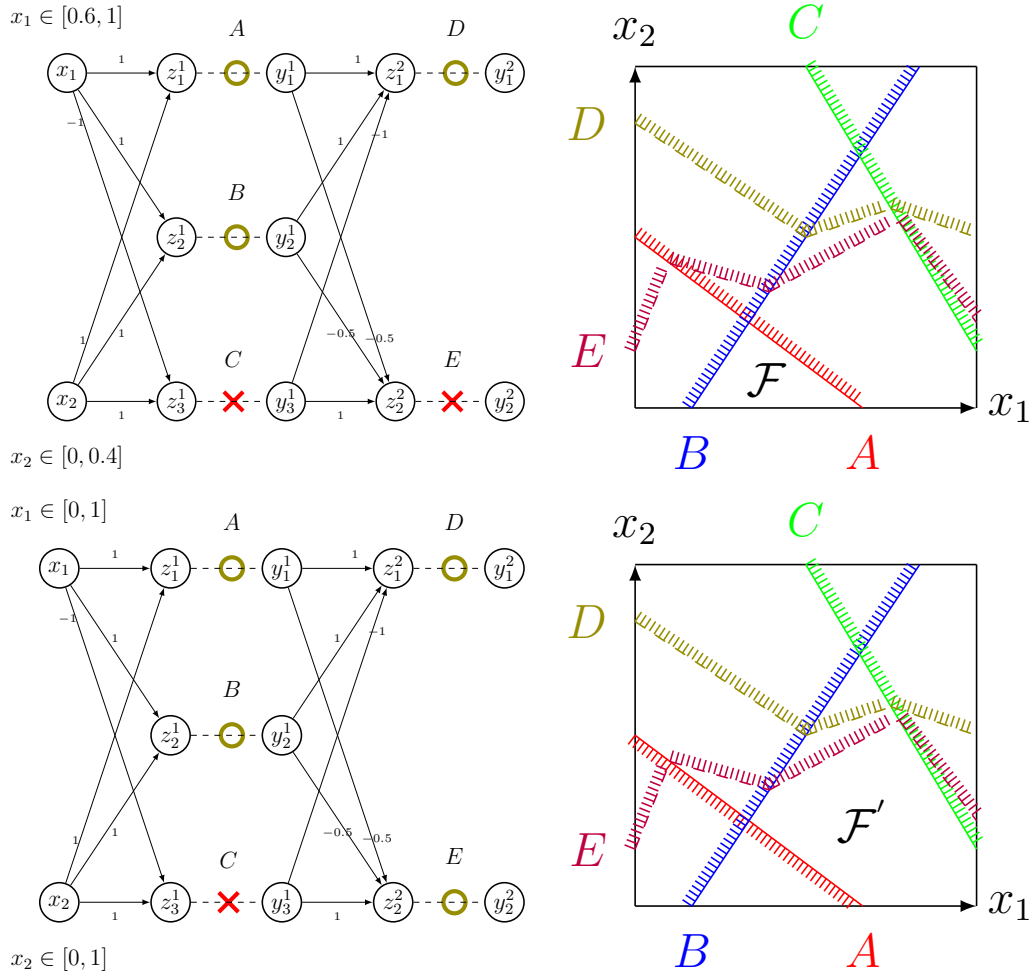 x₁ ∈ [0.6, 1]
A
D
x₁
1
z₁¹
y₁¹
1
z₁²
y₁²
−1
1
1
−1
B
z₂¹
y₂¹
1
1
−0.5
−0.5
C
E
x₂
1
z₃¹
y₃¹
1
z₂²
y₂²
x₂ ∈ [0, 0.4]
x₂
C
D
E
𝓕
x₁
B
A
x₁ ∈ [0, 1]
A
D
x₁
1
z₁¹
y₁¹
1
z₁²
y₁²
−1
1
1
−1
B
z₂¹
y₂¹
1
1
−0.5
−0.5
C
E
x₂
1
z₃¹
y₃¹
1
z₂²
y₂²
x₂ ∈ [0, 1]
x₂
C
D
E
𝓕′
x₁
B
A